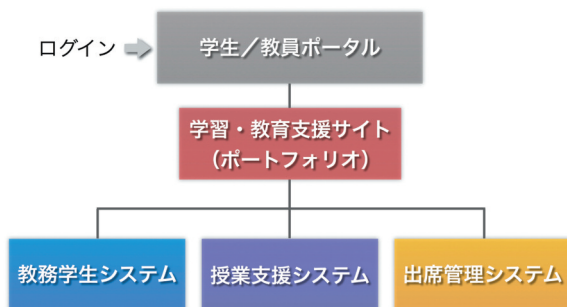 ログイン
学生／教員ポータル
学習・教育支援サイト
（ポートフォリオ）
教務学生システム
授業支援システム
出席管理システム